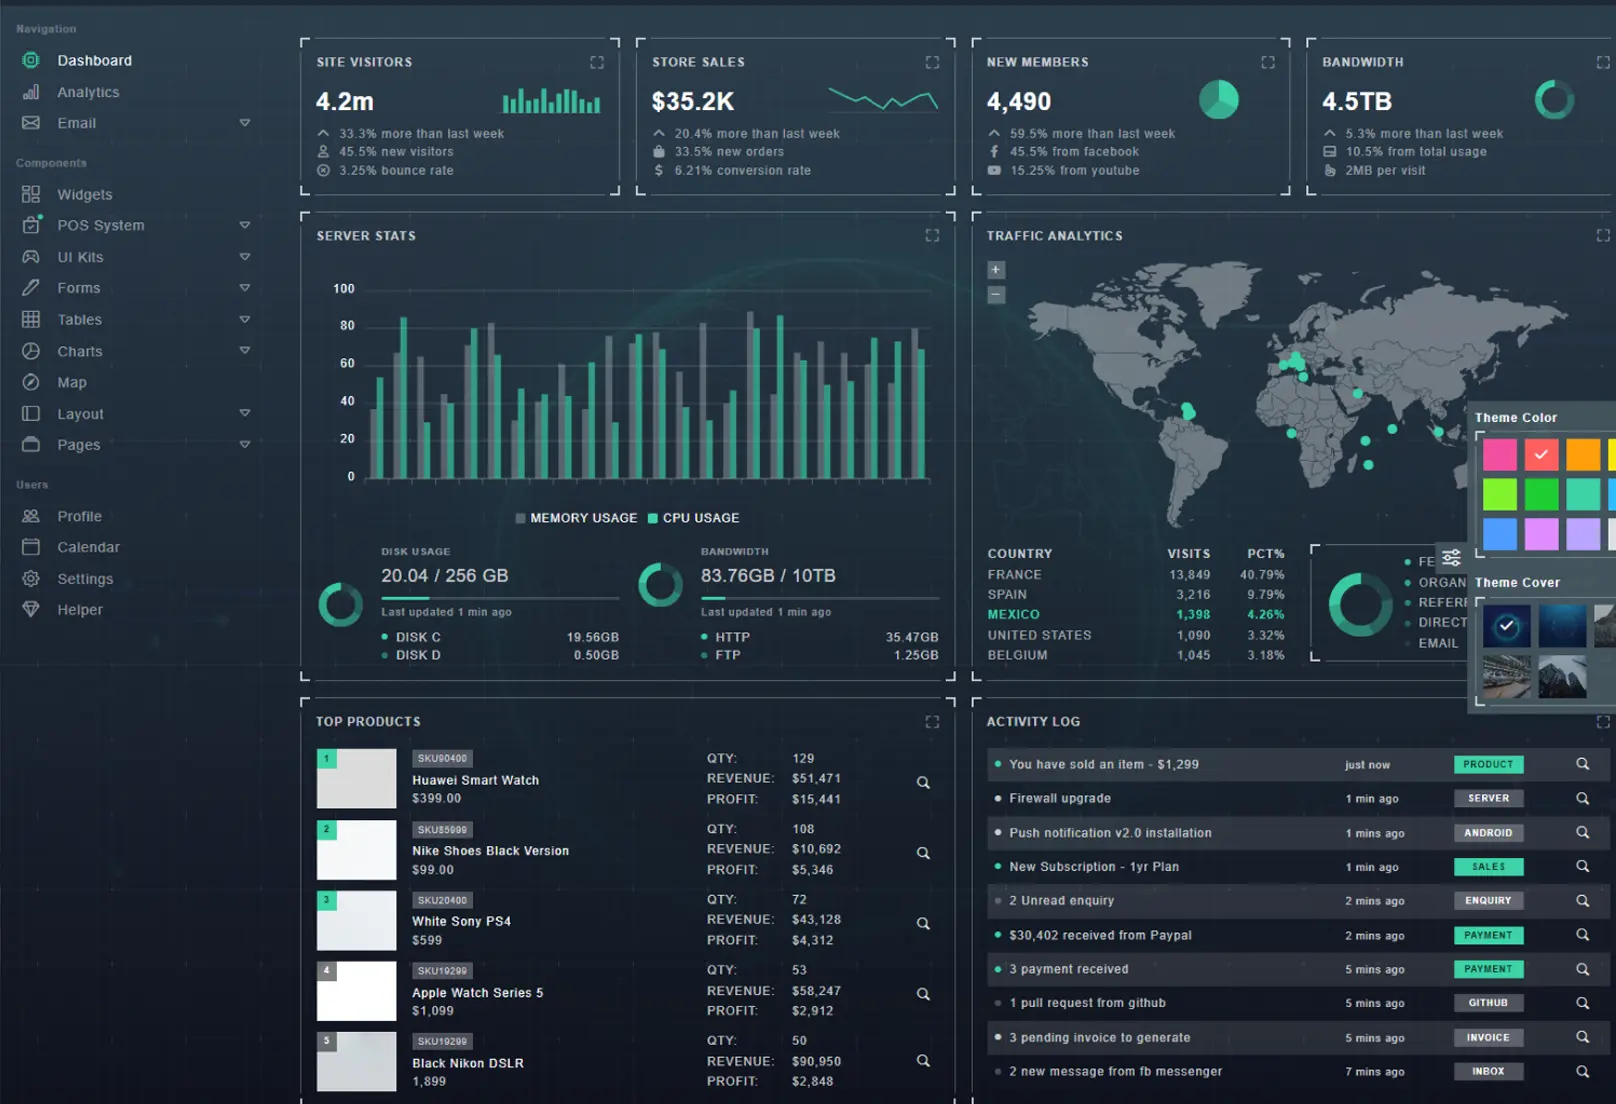 Navigation
Dashboard
Analytics
Email
Components
Widgets
POS System
UI Kits
Forms
Tables
Charts
Map
Layout
Pages
Users
Profile
Calendar
Settings
Helper
SITE VISITORS
4.2m
33.3% more than last week
45.5% new visitors
3.25% bounce rate
STORE SALES
$35.2K
20.4% more than last week
33.5% new orders
$ 6.21% conversion rate
NEW MEMBERS
4,490
59.5% more than last week
45.5% from facebook
15.25% from youtube
BANDWIDTH
4.5TB
5.3% more than last week
10.5% from total usage
2MB per visit
SERVER STATS
100
80
60
40
20
0
MEMORY USAGE CPU USAGE
DISK USAGE
20.04 / 256 GB
Last updated 1 min ago
DISK C 19.56GB
DISK D 0.50GB
BANDWIDTH
83.76GB / 10TB
Last updated 1 min ago
HTTP 35.47GB
FTP 1.25GB
TRAFFIC ANALYTICS
+
−
COUNTRY VISITS PCT%
FRANCE 13,849 40.79%
SPAIN 3,216 9.79%
MEXICO 1,398 4.26%
UNITED STATES 1,090 3.32%
BELGIUM 1,045 3.18%
FE
ORGAN
REFER
DIRECT
EMAIL
Theme Color
Theme Cover
TOP PRODUCTS
1
SKU90400
Huawei Smart Watch
$399.00
QTY: 129
REVENUE: $51,471
PROFIT: $15,441
2
SKU85999
Nike Shoes Black Version
$99.00
QTY: 108
REVENUE: $10,692
PROFIT: $5,346
3
SKU20400
White Sony PS4
$599
QTY: 72
REVENUE: $43,128
PROFIT: $4,312
4
SKU19299
Apple Watch Series 5
$1,099
QTY: 53
REVENUE: $58,247
PROFIT: $2,912
5
SKU19299
Black Nikon DSLR
1,899
QTY: 50
REVENUE: $90,950
PROFIT: $2,848
ACTIVITY LOG
You have sold an item - $1,299 just now PRODUCT
Firewall upgrade 1 min ago SERVER
Push notification v2.0 installation 1 mins ago ANDROID
New Subscription - 1yr Plan 1 min ago SALES
2 Unread enquiry 2 mins ago ENQUIRY
$30,402 received from Paypal 2 mins ago PAYMENT
3 payment received 5 mins ago PAYMENT
1 pull request from github 5 mins ago GITHUB
3 pending invoice to generate 5 mins ago INVOICE
2 new message from fb messenger 7 mins ago INBOX